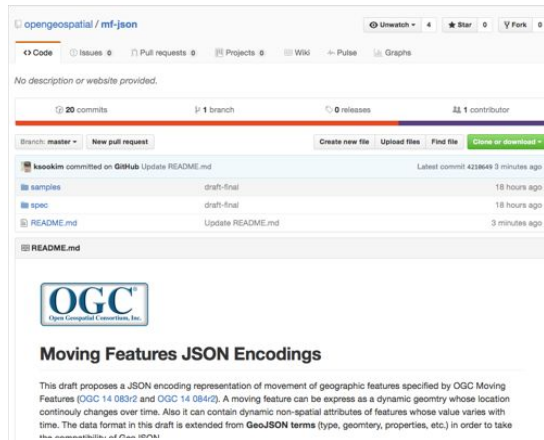 opengeospatial / mf-json
Unwatch 4 Star 0 Fork 0
Code Issues 0 Pull requests 0 Projects 0 Wiki Pulse Graphs
No description or website provided.
20 commits 1 branch 0 releases 1 contributor
Branch: master New pull request Create new file Upload files Find file Clone or download
ksookim committed on GitHub Update README.md Latest commit 4218649 3 minutes ago
samples draft-final 18 hours ago
spec draft-final 18 hours ago
README.md Update README.md 3 minutes ago
README.md
OGC
Open Geospatial Consortium, Inc.
Moving Features JSON Encodings
This draft proposes a JSON encoding representation of movement of geographic features specified by OGC Moving
Features (OGC 14 083r2 and OGC 14 084r2). A moving feature can be express as a dynamic geomtry whose location
continouly changes over time. Also it can contain dynamic non-spatial attributes of features whose value varies with
time. The data format in this draft is extended from GeoJSON terms (type, geomtery, properties, etc.) in order to take
the compatibility of GeoJSON.